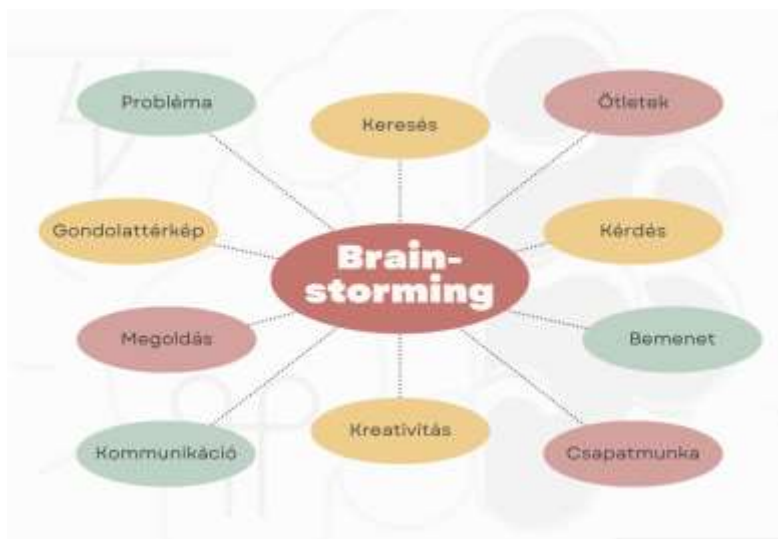 Probléma
Keresés
Ötletek
Gondolattérkép
Kérdés
Brain-
storming
Megoldás
Bemenet
Kommunikáció
Kreativitás
Csapatmunka